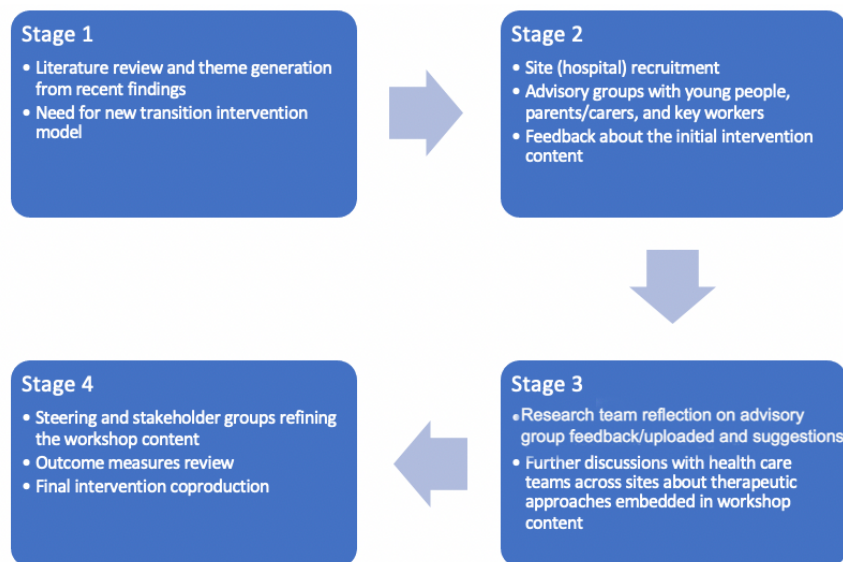 Stage 1
• Literature review and theme generation
from recent findings
• Need for new transition intervention
model
Stage 2
• Site (hospital) recruitment
• Advisory groups with young people,
parents/carers, and key workers
• Feedback about the initial intervention
content
Stage 3
• Research team reflection on advisory
group feedback/uploaded and suggestions
• Further discussions with health care
teams across sites about therapeutic
approaches embedded in workshop
content
Stage 4
• Steering and stakeholder groups refining
the workshop content
• Outcome measures review
• Final intervention coproduction